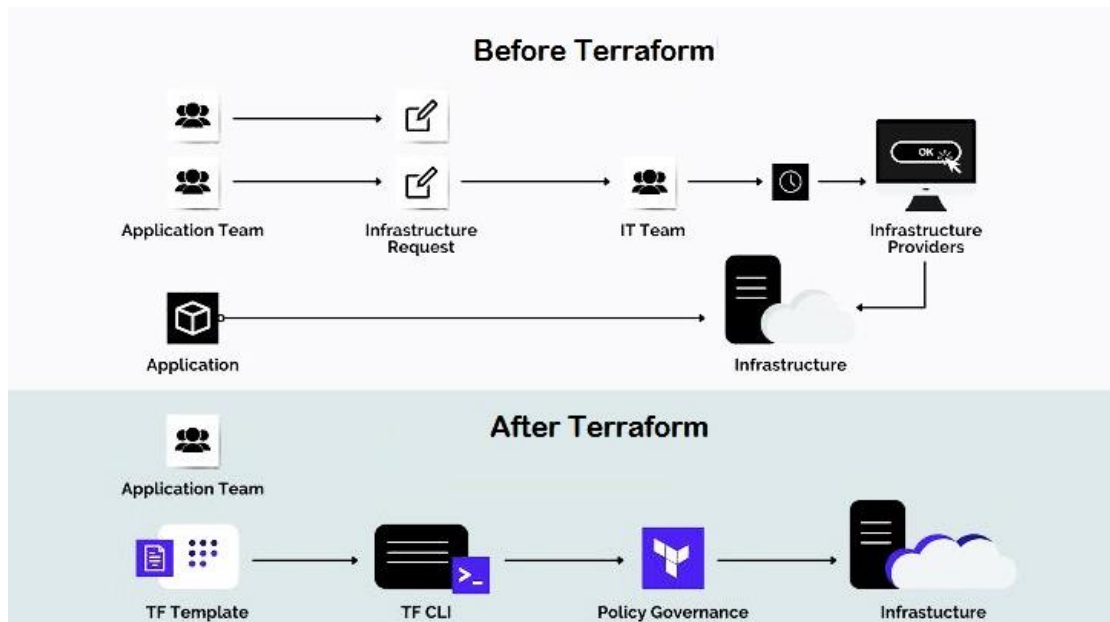 Before Terraform
OK
Application Team
Infrastructure
Request
IT Team
Infrastructure
Providers
Application
Infrastructure
After Terraform
Application Team
>_
TF Template
TF CLI
Policy Governance
Infrastucture